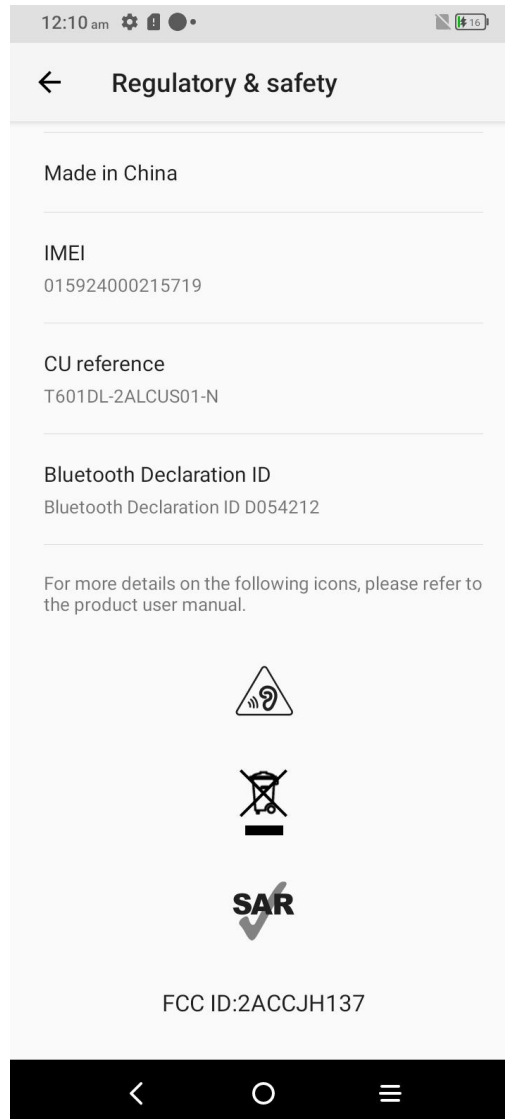 12:10 am
16
Regulatory & safety
Made in China
IMEI
015924000215719
CU reference
T601DL-2ALCUS01-N
Bluetooth Declaration ID
Bluetooth Declaration ID D054212
For more details on the following icons, please refer to
the product user manual.
SAR
FCC ID:2ACCJH137